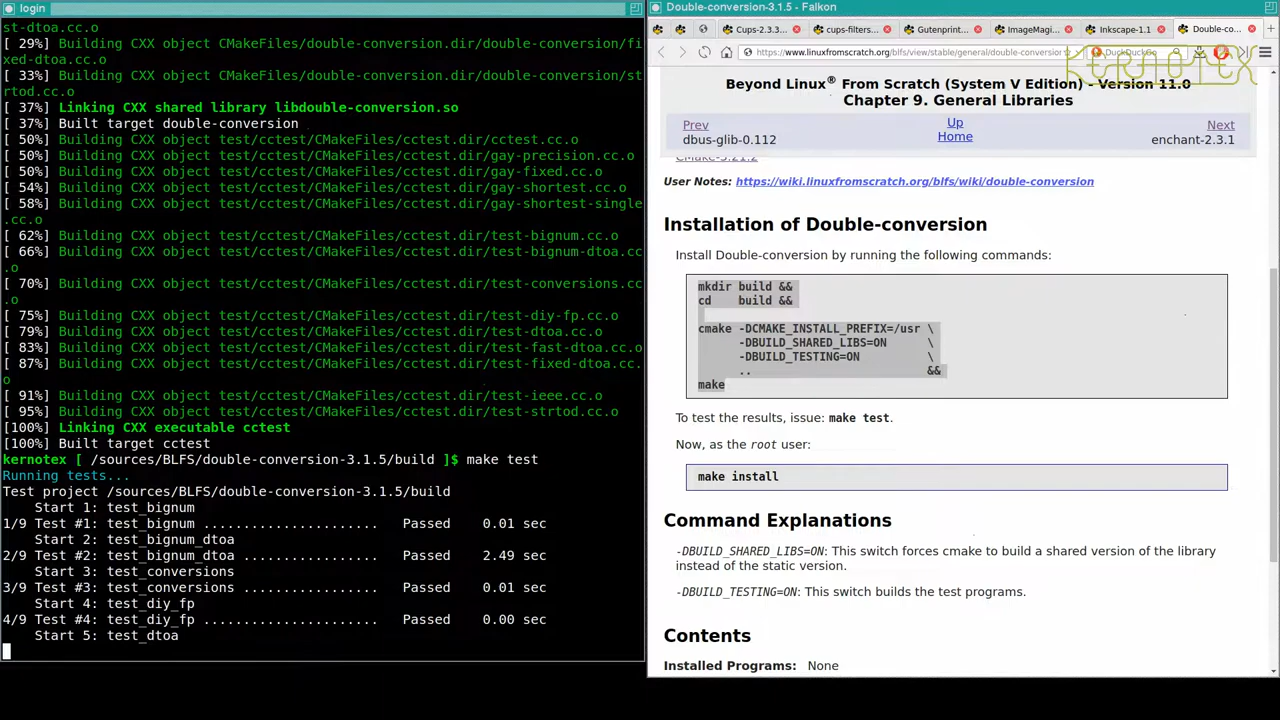 login
st-dtoa.cc.o
[ 29%] Building CXX object CMakeFiles/double-conversion.dir/double-conversion/fi
xed-dtoa.cc.o
[ 33%] Building CXX object CMakeFiles/double-conversion.dir/double-conversion/st
rtod.cc.o
[ 37%] Linking CXX shared library libdouble-conversion.so
[ 37%] Built target double-conversion
[ 50%] Building CXX object test/cctest/CMakeFiles/cctest.dir/cctest.cc.o
[ 50%] Building CXX object test/cctest/CMakeFiles/cctest.dir/gay-precision.cc.o
[ 50%] Building CXX object test/cctest/CMakeFiles/cctest.dir/gay-fixed.cc.o
[ 54%] Building CXX object test/cctest/CMakeFiles/cctest.dir/gay-shortest.cc.o
[ 58%] Building CXX object test/cctest/CMakeFiles/cctest.dir/gay-shortest-single
.cc.o
[ 62%] Building CXX object test/cctest/CMakeFiles/cctest.dir/test-bignum.cc.o
[ 66%] Building CXX object test/cctest/CMakeFiles/cctest.dir/test-bignum-dtoa.cc
.o
[ 70%] Building CXX object test/cctest/CMakeFiles/cctest.dir/test-conversions.cc
.o
[ 75%] Building CXX object test/cctest/CMakeFiles/cctest.dir/test-diy-fp.cc.o
[ 79%] Building CXX object test/cctest/CMakeFiles/cctest.dir/test-dtoa.cc.o
[ 83%] Building CXX object test/cctest/CMakeFiles/cctest.dir/test-fast-dtoa.cc.o
[ 87%] Building CXX object test/cctest/CMakeFiles/cctest.dir/test-fixed-dtoa.cc.
o
[ 91%] Building CXX object test/cctest/CMakeFiles/cctest.dir/test-ieee.cc.o
[ 95%] Building CXX object test/cctest/CMakeFiles/cctest.dir/test-strtod.cc.o
[100%] Linking CXX executable cctest
[100%] Built target cctest
kernotex [ /sources/BLFS/double-conversion-3.1.5/build ]$ make test
Running tests...
Test project /sources/BLFS/double-conversion-3.1.5/build
Start 1: test_bignum
1/9 Test #1: test_bignum ...................... Passed 0.01 sec
Start 2: test_bignum_dtoa
2/9 Test #2: test_bignum_dtoa ................. Passed 2.49 sec
Start 3: test_conversions
3/9 Test #3: test_conversions ................. Passed 0.01 sec
Start 4: test_diy_fp
4/9 Test #4: test_diy_fp ...................... Passed 0.00 sec
Start 5: test_dtoa
Double-conversion-3.1.5 - Falkon
Cups-2.3.3... cups-filters... Gutenprint... ImageMagi... Inkscape-1.1 Double-co...
https://www.linuxfromscratch.org/blfs/view/stable/general/double-conversion DuckDuckGo
KERNOTEX
Beyond Linux® From Scratch (System V Edition) - Version 11.0
Chapter 9. General Libraries
Prev Up Next
dbus-glib-0.112 Home enchant-2.3.1
CMake-3.21.2
User Notes: https://wiki.linuxfromscratch.org/blfs/wiki/double-conversion
Installation of Double-conversion
Install Double-conversion by running the following commands:
mkdir build &&
cd build &&
cmake -DCMAKE_INSTALL_PREFIX=/usr \
-DBUILD_SHARED_LIBS=ON \
-DBUILD_TESTING=ON \
.. &&
make
To test the results, issue: make test.
Now, as the root user:
make install
Command Explanations
-DBUILD_SHARED_LIBS=ON: This switch forces cmake to build a shared version of the library
instead of the static version.
-DBUILD_TESTING=ON: This switch builds the test programs.
Contents
Installed Programs: None